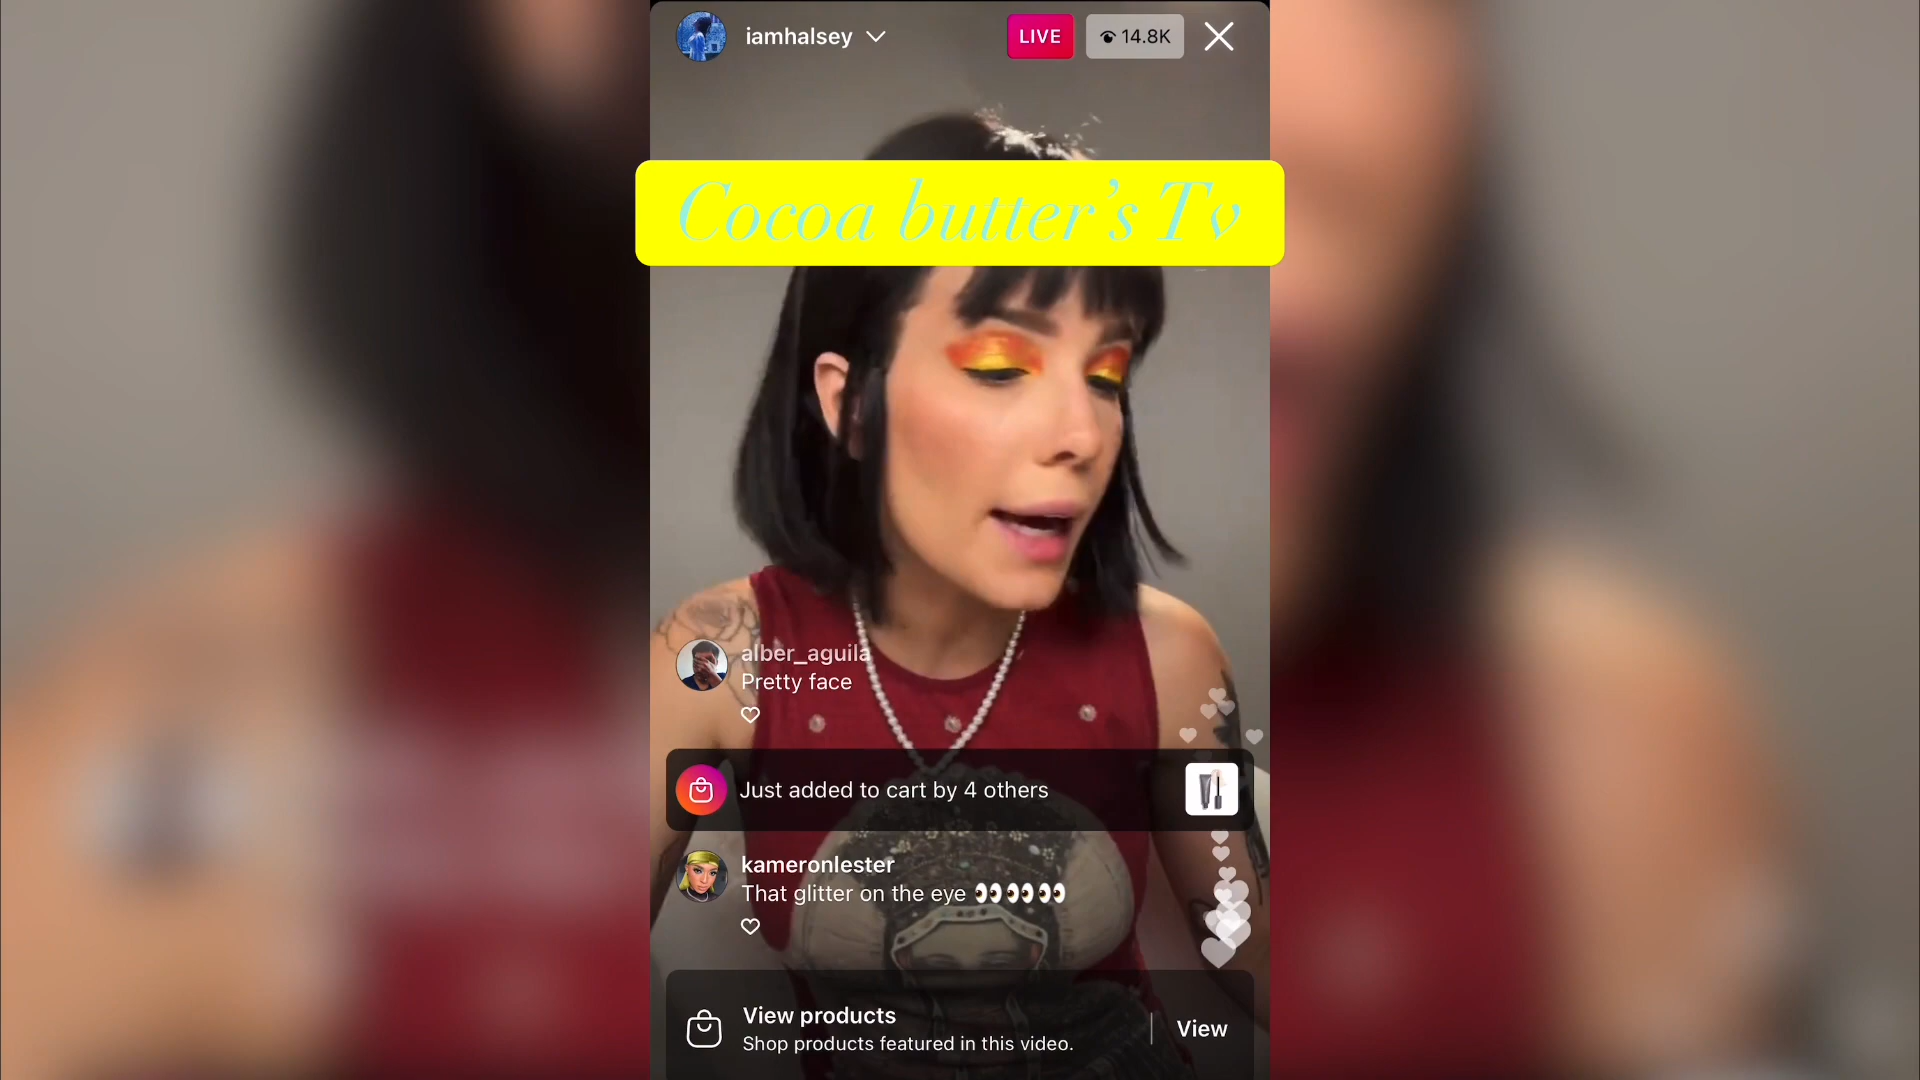 iamhalsey
LIVE
14.8K
Cocoa butter's Tv
alber_aguila
Pretty face
Just added to cart by 4 others
kameronlester
That glitter on the eye 👀👀👀👀
View products
Shop products featured in this video.
View